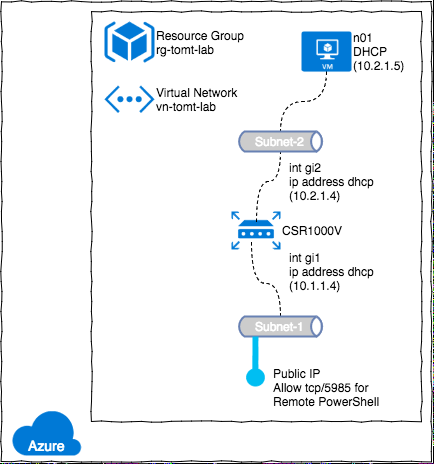 Resource Group
rg-tomt-lab
n01
DHCP
(10.2.1.5)
VM
Virtual Network
vn-tomt-lab
Subnet-2
int gi2
ip address dhcp
(10.2.1.4)
CSR1000V
int gi1
ip address dhcp
(10.1.1.4)
Subnet-1
Public IP
Allow tcp/5985 for
Remote PowerShell
Azure